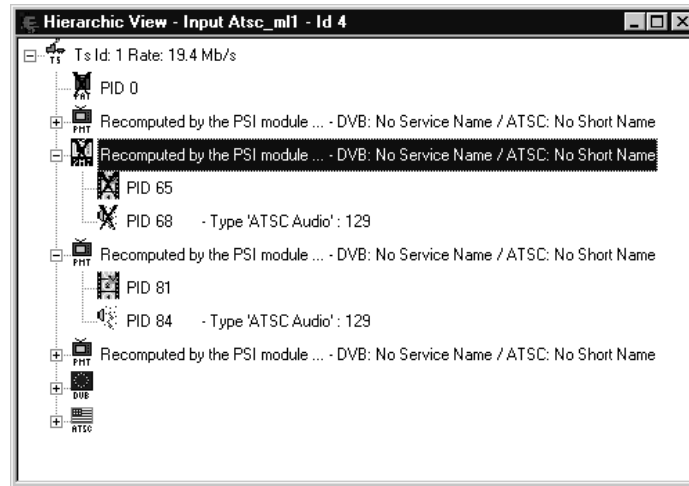 Hierarchic View - Input Atsc_ml1 - Id 4
TS Ts Id: 1 Rate: 19.4 Mb/s
PAT PID 0
PMT Recomputed by the PSI module ... - DVB: No Service Name / ATSC: No Short Name
Recomputed by the PSI module ... - DVB: No Service Name / ATSC: No Short Name
PID 65
PID 68 - Type 'ATSC Audio' : 129
PMT Recomputed by the PSI module ... - DVB: No Service Name / ATSC: No Short Name
PID 81
PID 84 - Type 'ATSC Audio' : 129
PMT Recomputed by the PSI module ... - DVB: No Service Name / ATSC: No Short Name
DVB
ATSC